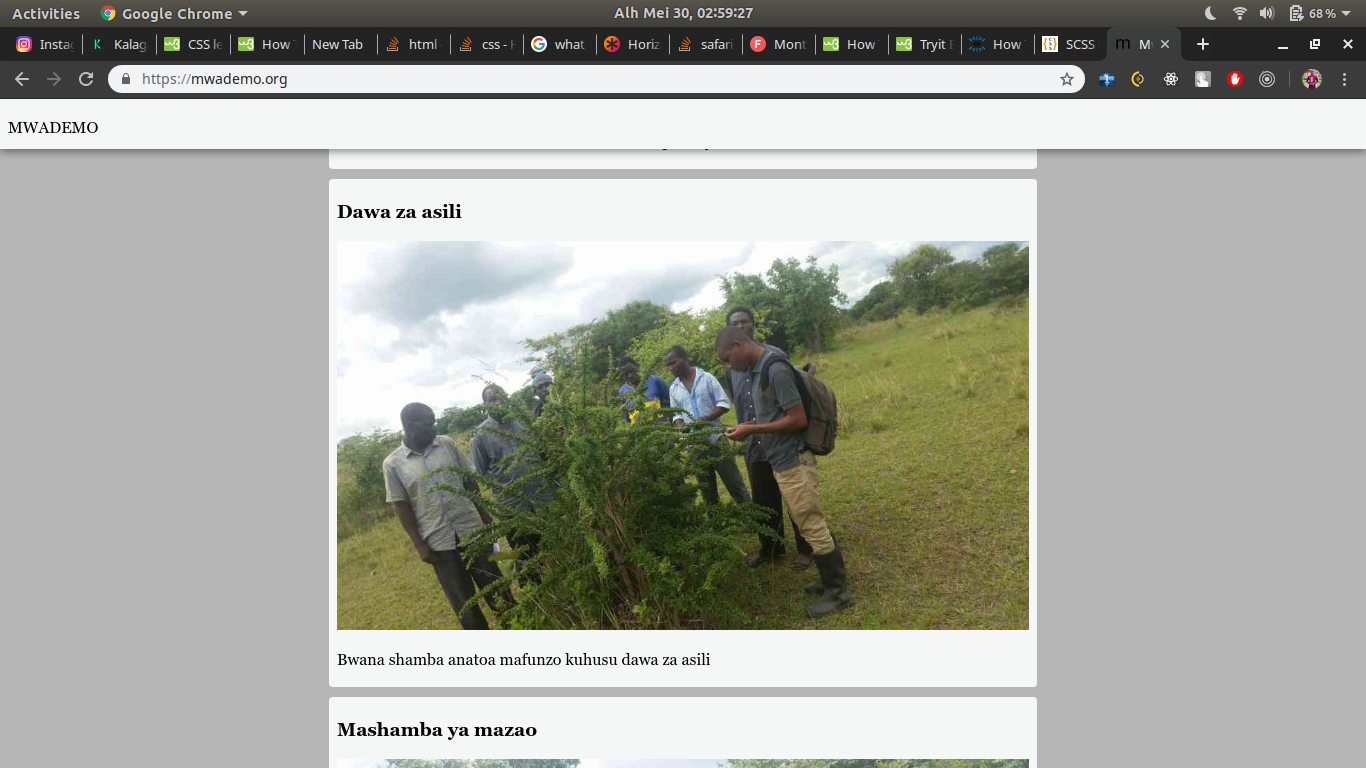 Activities Google Chrome Alh Mei 30, 02:59:27 68 %
Instag Kalag CSS le How T New Tab html css - H what Horiz safari Mont How Tryit E How T SCSS M
https://mwademo.org
MWADEMO
Dawa za asili
Bwana shamba anatoa mafunzo kuhusu dawa za asili
Mashamba ya mazao